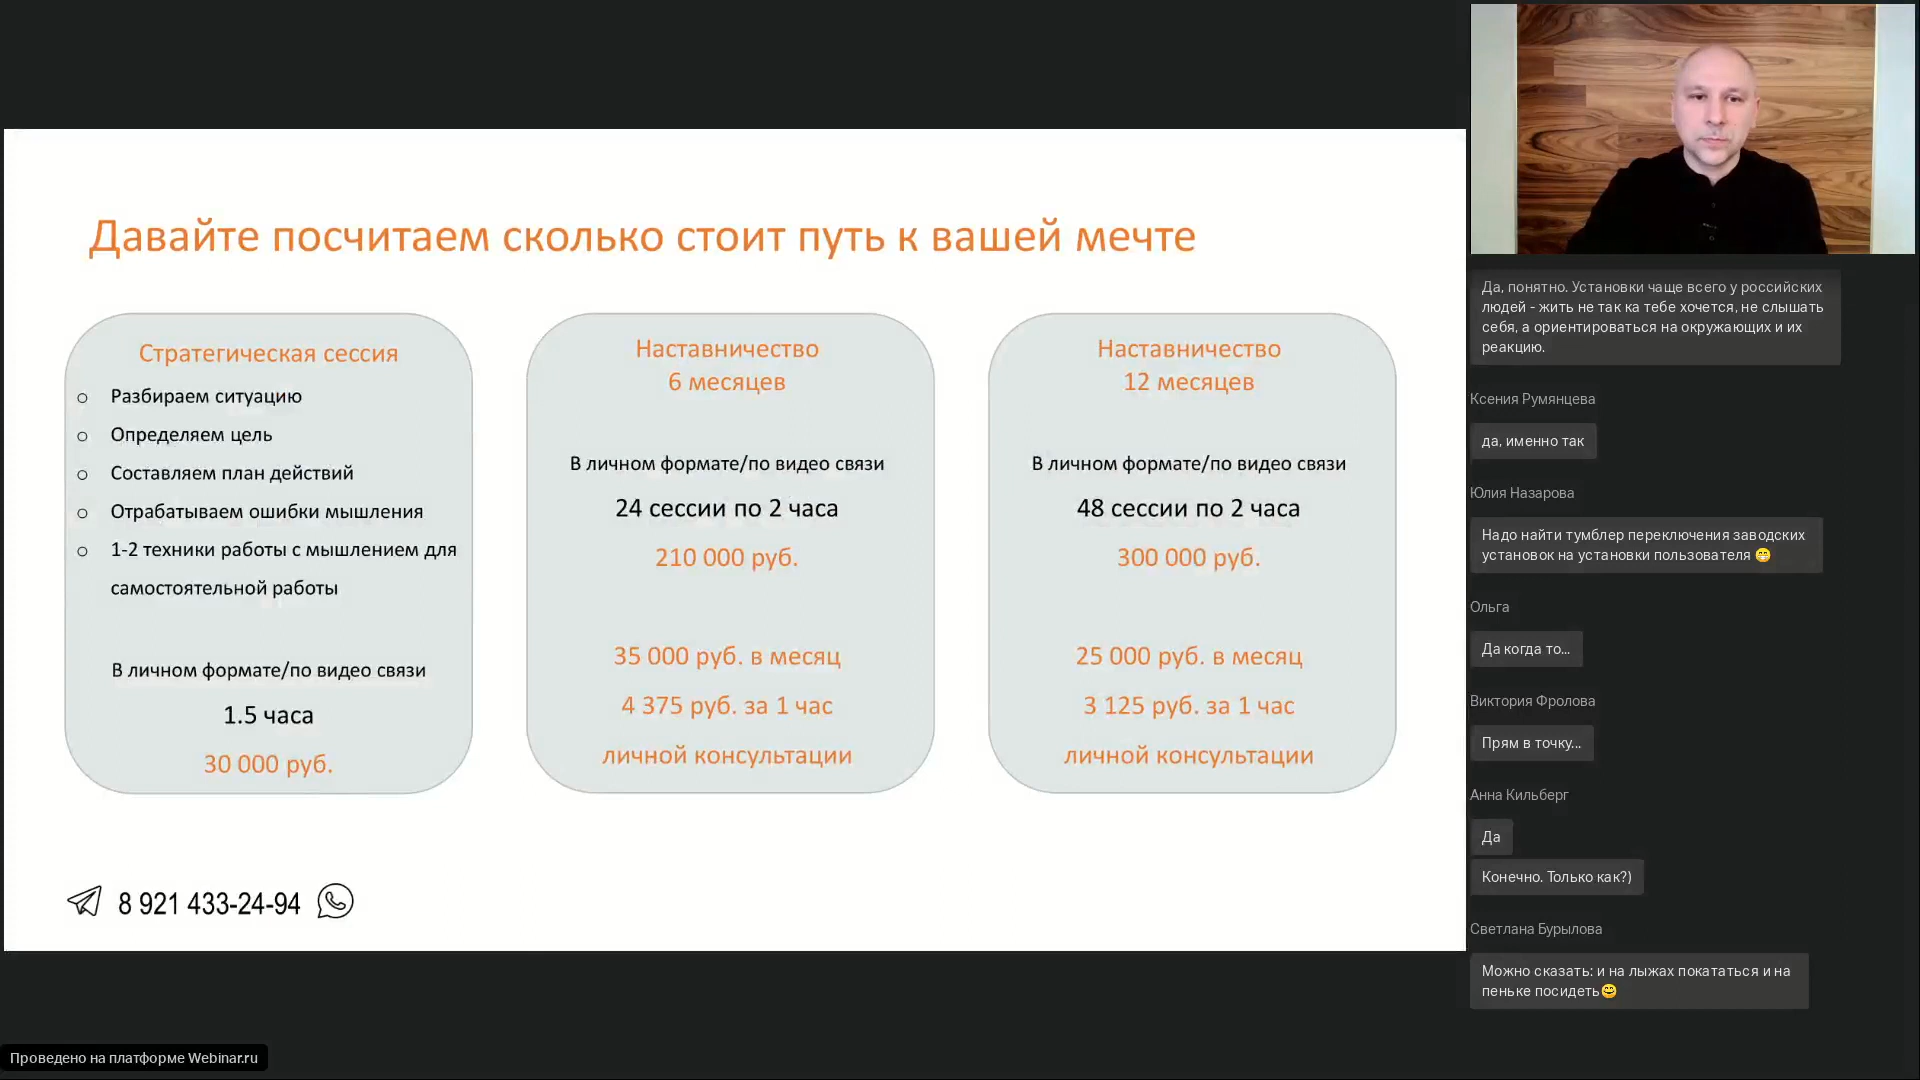 Давайте посчитаем сколько стоит путь к вашей мечте
Стратегическая сессия
o Разбираем ситуацию
o Определяем цель
o Составляем план действий
o Отрабатываем ошибки мышления
o 1-2 техники работы с мышлением для
самостоятельной работы
В личном формате/по видео связи
1.5 часа
30 000 руб.
Наставничество
6 месяцев
В личном формате/по видео связи
24 сессии по 2 часа
210 000 руб.
35 000 руб. в месяц
4 375 руб. за 1 час
личной консультации
Наставничество
12 месяцев
В личном формате/по видео связи
48 сессии по 2 часа
300 000 руб.
25 000 руб. в месяц
3 125 руб. за 1 час
личной консультации
8 921 433-24-94
Да, понятно. Установки чаще всего у российских
людей - жить не так ка тебе хочется, не слышать
себя, а ориентироваться на окружающих и их
реакцию.
Ксения Румянцева
да, именно так
Юлия Назарова
Надо найти тумблер переключения заводских
установок на установки пользователя 😁
Ольга
Да когда то...
Виктория Фролова
Прям в точку...
Анна Кильберг
Да
Конечно. Только как?)
Светлана Бурылова
Можно сказать: и на лыжах покататься и на
пеньке посидеть😊
Проведено на платформе Webinar.ru